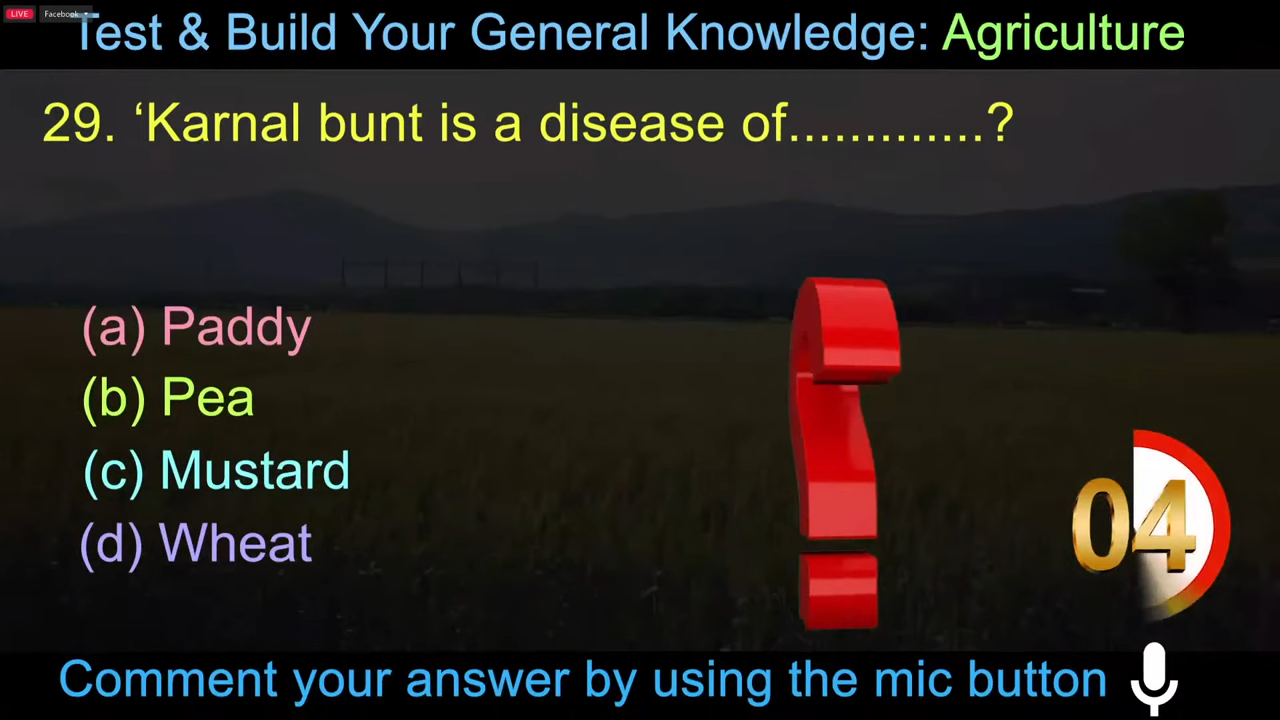 LIVE
Facebook
Test & Build Your General Knowledge: Agriculture
29. ‘Karnal bunt is a disease of.............?
(a) Paddy
(b) Pea
(c) Mustard
(d) Wheat
04
Comment your answer by using the mic button